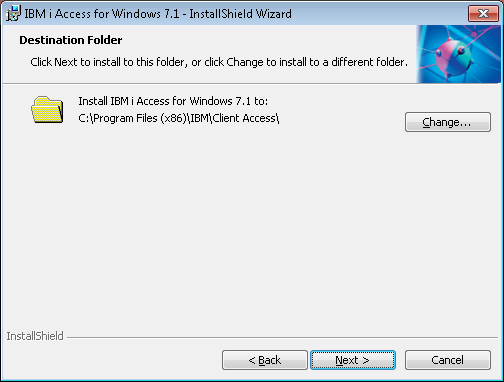 IBM i Access for Windows 7.1 - InstallShield Wizard
Destination Folder
Click Next to install to this folder, or click Change to install to a different folder.
Install IBM i Access for Windows 7.1 to:
C:\Program Files (x86)\IBM\Client Access\
Change...
InstallShield
< Back
Next >
Cancel